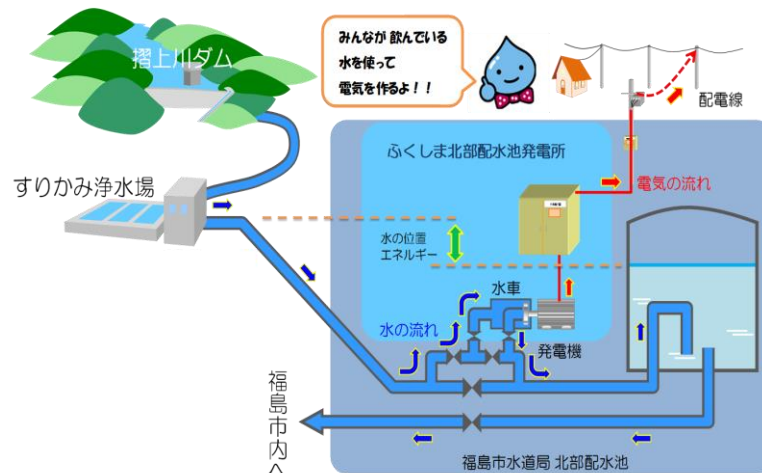 摺上川ダム
みんなが 飲んでいる
水を使って
電気を作るよ！！
配電線
ふくしま北部配水池発電所
すりかみ浄水場
電気の流れ
水の位置
エネルギー
水車
水の流れ
発電機
福島市内へ
福島市水道局 北部配水池